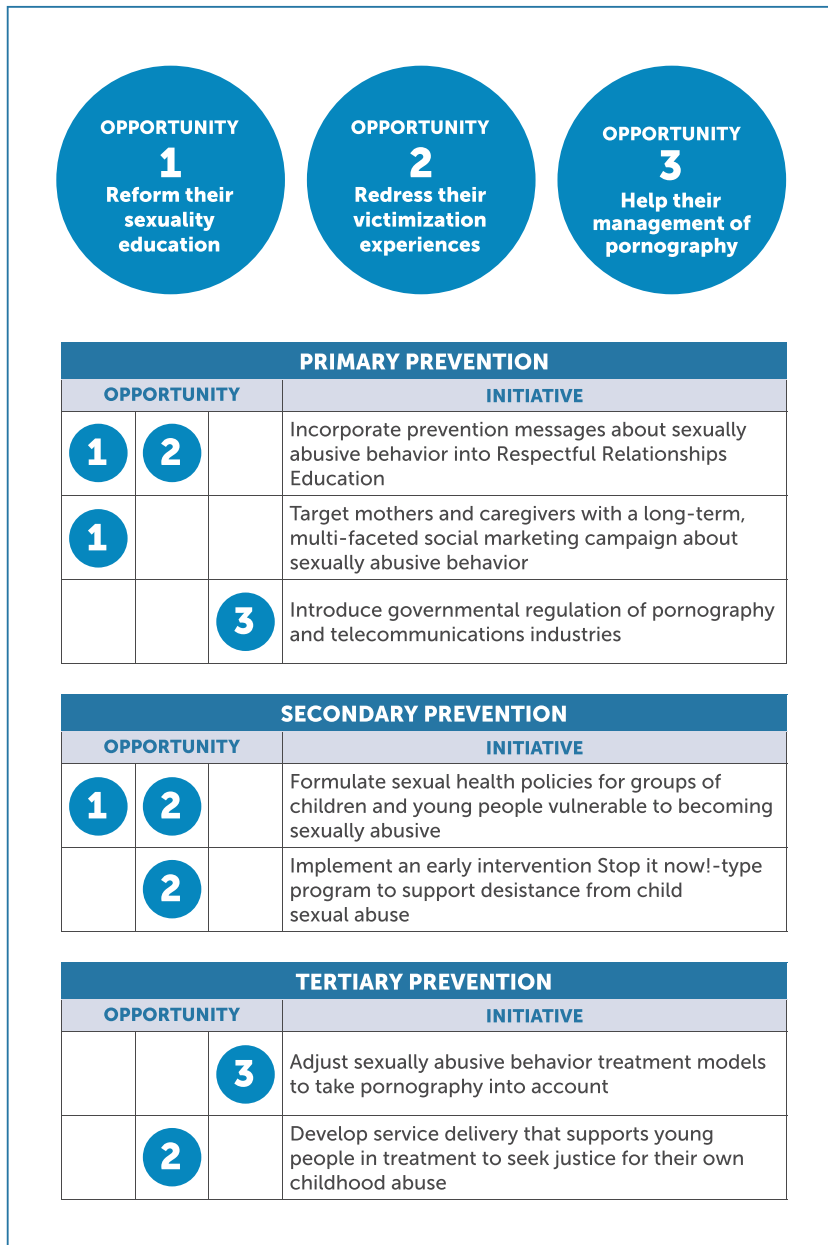 OPPORTUNITY
1
Reform their
sexuality
education
OPPORTUNITY
2
Redress their
victimization
experiences
OPPORTUNITY
3
Help their
management of
pornography
PRIMARY PREVENTION
OPPORTUNITY
INITIATIVE
1
2
Incorporate prevention messages about sexually
abusive behavior into Respectful Relationships
Education
1
Target mothers and caregivers with a long-term,
multi-faceted social marketing campaign about
sexually abusive behavior
3
Introduce governmental regulation of pornography
and telecommunications industries
SECONDARY PREVENTION
OPPORTUNITY
INITIATIVE
1
2
Formulate sexual health policies for groups of
children and young people vulnerable to becoming
sexually abusive
2
Implement an early intervention Stop it now!-type
program to support desistance from child
sexual abuse
TERTIARY PREVENTION
OPPORTUNITY
INITIATIVE
3
Adjust sexually abusive behavior treatment models
to take pornography into account
2
Develop service delivery that supports young
people in treatment to seek justice for their own
childhood abuse